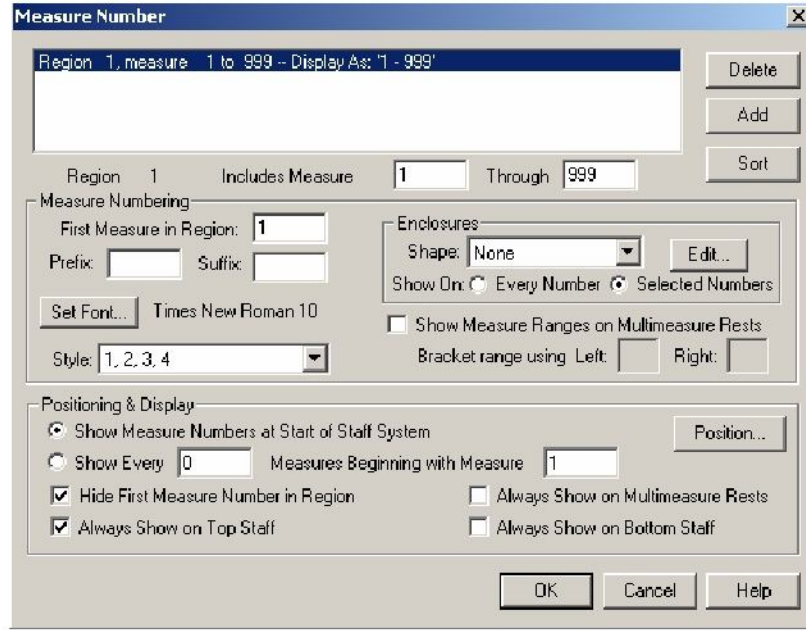 Measure Number
Region 1, measure 1 to 999 -- Display As: '1 - 999'
Delete
Add
Sort
Region 1 Includes Measure 1 Through 999
Measure Numbering
First Measure in Region: 1
Prefix: Suffix:
Set Font... Times New Roman 10
Style: 1, 2, 3, 4
Enclosures
Shape: None Edit...
Show On: Every Number Selected Numbers
Show Measure Ranges on Multimeasure Rests
Bracket range using Left: Right:
Positioning & Display
Show Measure Numbers at Start of Staff System
Position...
Show Every 0 Measures Beginning with Measure 1
Hide First Measure Number in Region Always Show on Multimeasure Rests
Always Show on Top Staff Always Show on Bottom Staff
OK Cancel Help